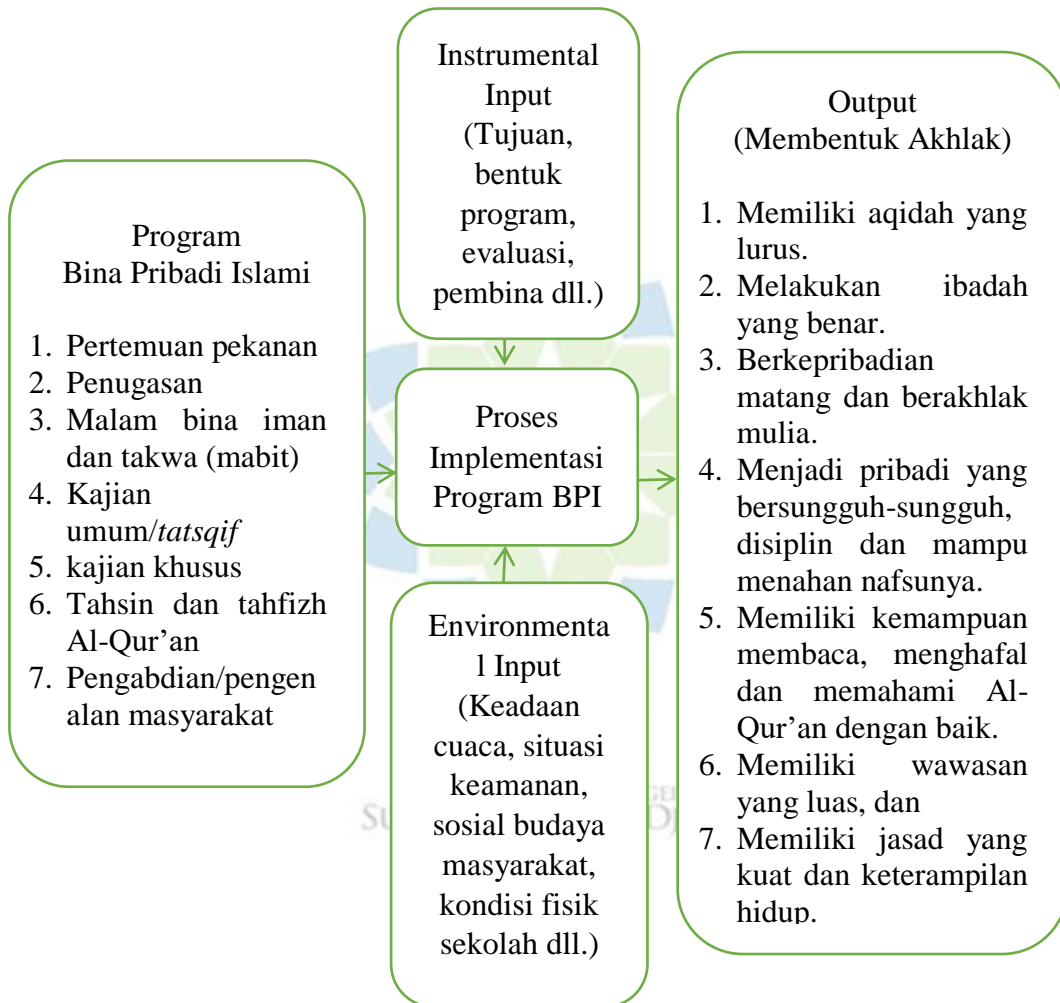 Program
Bina Pribadi Islami
1. Pertemuan pekanan
2. Penugasan
3. Malam bina iman
dan takwa (mabit)
4. Kajian
umum/tatsqif
5. kajian khusus
6. Tahsin dan tahfizh
Al-Qur’an
7. Pengabdian/pengen
alan masyarakat
Instrumental
Input
(Tujuan,
bentuk
program,
evaluasi,
pembina dll.)
Proses
Implementasi
Program BPI
Environmenta
l Input
(Keadaan
cuaca, situasi
keamanan,
sosial budaya
masyarakat,
kondisi fisik
sekolah dll.)
Output
(Membentuk Akhlak)
1. Memiliki aqidah yang
lurus.
2. Melakukan ibadah
yang benar.
3. Berkepribadian
matang dan berakhlak
mulia.
4. Menjadi pribadi yang
bersungguh-sungguh,
disiplin dan mampu
menahan nafsunya.
5. Memiliki kemampuan
membaca, menghafal
dan memahami Al-
Qur’an dengan baik.
6. Memiliki wawasan
yang luas, dan
7. Memiliki jasad yang
kuat dan keterampilan
hidup.